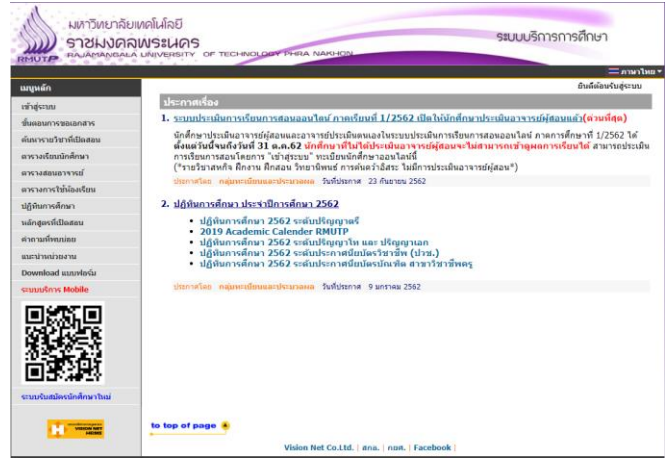 มหาวิทยาลัยเทคโนโลยี
ราชมงคลพระนคร
RAJAMANGALA UNIVERSITY OF TECHNOLOGY PHRA NAKHON
RMUTP
ระบบบริการการศึกษา
ภาษาไทย
เมนูหลัก
ยินดีต้อนรับสู่ระบบ
เข้าสู่ระบบ
ขั้นตอนการขอเอกสาร
ค้นหารายวิชาที่เปิดสอน
ตารางเรียนนักศึกษา
ตารางสอนอาจารย์
ตารางการใช้ห้องเรียน
ปฏิทินการศึกษา
หลักสูตรที่เปิดสอน
คำถามที่พบบ่อย
แนะนำหน่วยงาน
Download แบบฟอร์ม
ระบบบริการ Mobile
ระบบรับสมัครนักศึกษาใหม่
VISION NET
HOME
ประกาศเรื่อง
1. ระบบประเมินการเรียนการสอนออนไลน์ ภาคเรียนที่ 1/2562 เปิดให้นักศึกษาประเมินอาจารย์ผู้สอนแล้ว(ด่วนที่สุด)
นักศึกษาประเมินอาจารย์ผู้สอนและอาจารย์ประเมินตนเองในระบบประเมินการเรียนการสอนออนไลน์ ภาคการศึกษาที่ 1/2562 ได้
ตั้งแต่วันนี้จนถึงวันที่ 31 ต.ค.62 นักศึกษาที่ไม่ได้ประเมินอาจารย์ผู้สอนจะไม่สามารถเข้าดูผลการเรียนได้ สามารถประเมิน
การเรียนการสอนโดยการ "เข้าสู่ระบบ" ทะเบียนนักศึกษาออนไลน์นี้
(*รายวิชาสหกิจ ฝึกงาน ฝึกสอน วิทยานิพนธ์ การค้นคว้าอิสระ ไม่มีการประเมินอาจารย์ผู้สอน*)
ประกาศโดย กลุ่มทะเบียนและประมวลผล วันที่ประกาศ 23 กันยายน 2562
2. ปฏิทินการศึกษา ประจำปีการศึกษา 2562
• ปฏิทินการศึกษา 2562 ระดับปริญญาตรี
• 2019 Academic Calender RMUTP
• ปฏิทินการศึกษา 2562 ระดับปริญญาโท และ ปริญญาเอก
• ปฏิทินการศึกษา 2562 ระดับประกาศนียบัตรวิชาชีพ (ปวช.)
• ปฏิทินการศึกษา 2562 ระดับประกาศนียบัตรบัณฑิต สาขาวิชาชีพครู
ประกาศโดย กลุ่มทะเบียนและประมวลผล วันที่ประกาศ 9 มกราคม 2562
to top of page
Vision Net Co.Ltd. | สกอ. | กยศ. | Facebook |